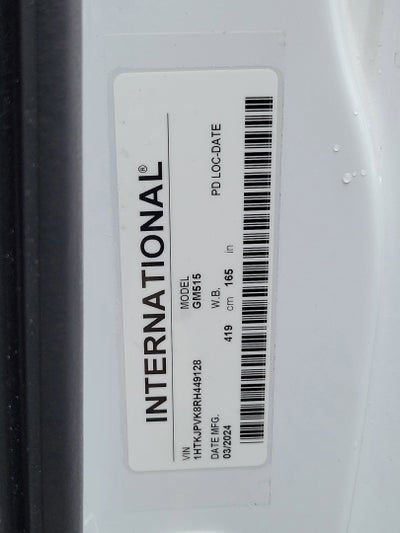 INTERNATIONAL®
VIN MODEL
1HTKJPVK8RH449128 GM515
DATE MFG. W.B. PD LOC-DATE
03/2024 419 cm 165 in